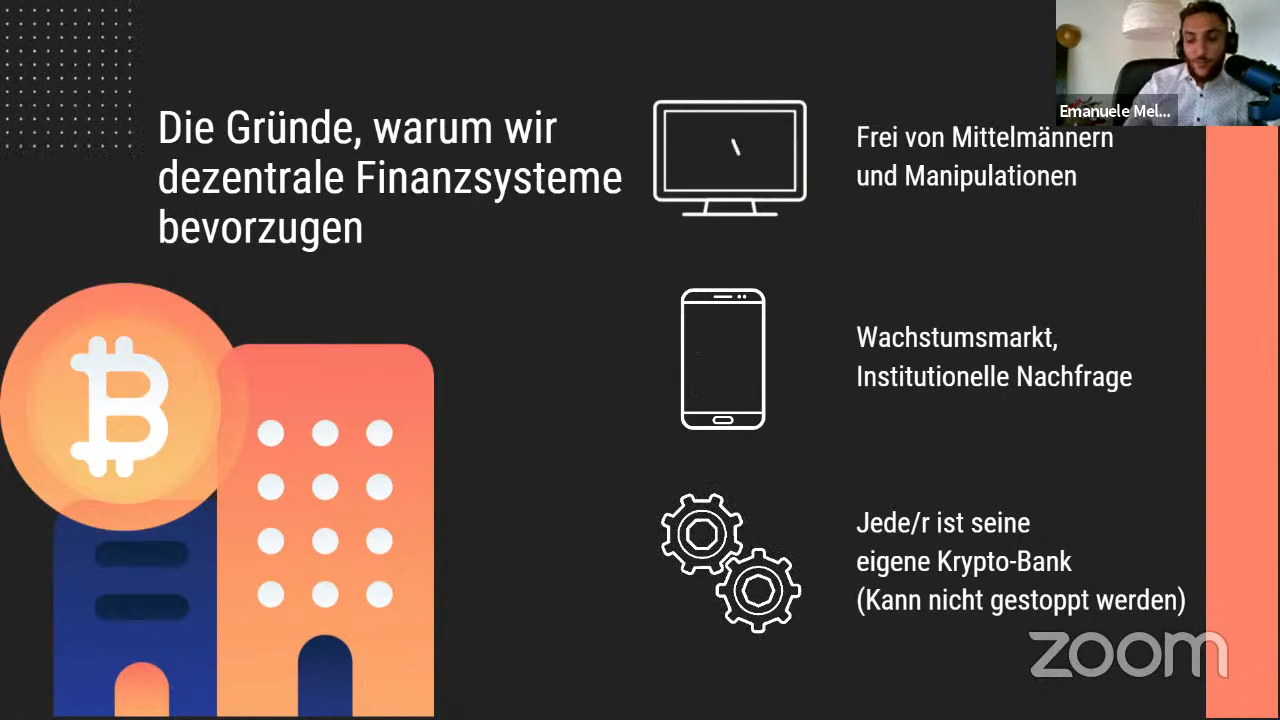 Die Gründe, warum wir
dezentrale Finanzsysteme
bevorzugen
Emanuele Mel...
Frei von Mittelmännern
und Manipulationen
Wachstumsmarkt,
Institutionelle Nachfrage
Jede/r ist seine
eigene Krypto-Bank
(Kann nicht gestoppt werden)
zoom